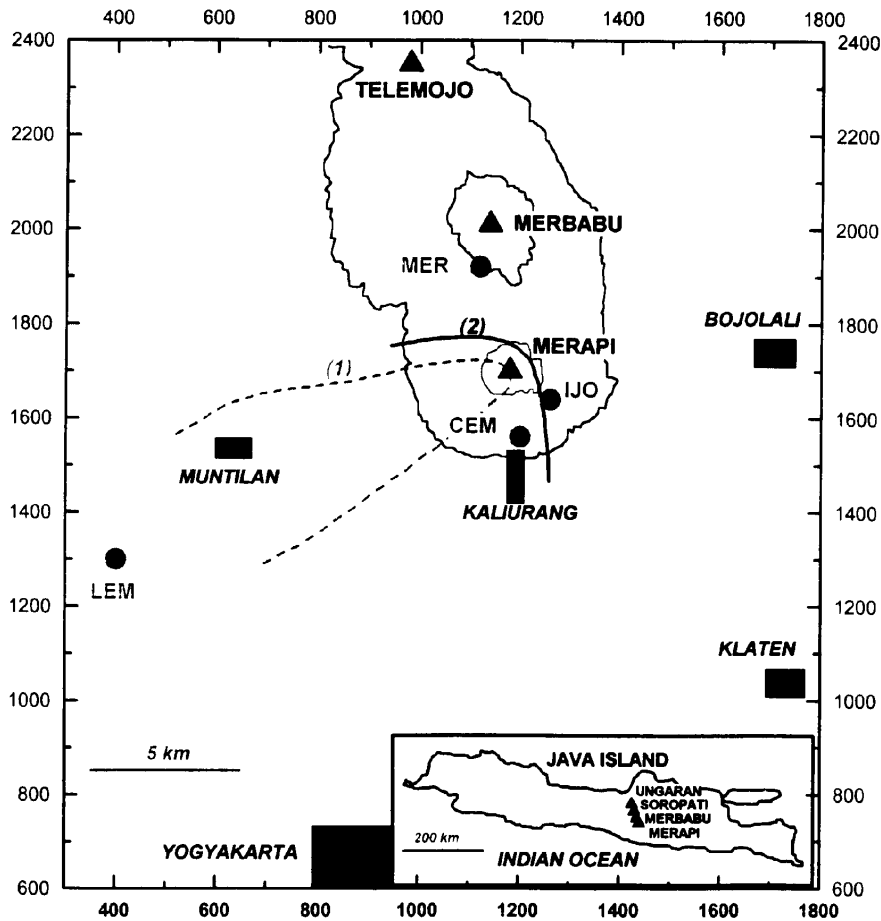 400 600 800 1000 1200 1400 1600 1800
2400 2400
TELEMOJO
2200 2200
MERBABU
2000 2000
MER
1800 1800
(2)
BOJOLALI
MERAPI
(1)
IJO
1600 1600
CEM
MUNTILAN
KALIURANG
1400 1400
LEM
1200 1200
KLATEN
1000 1000
5 km
JAVA ISLAND
UNGARAN
800 800
SOROPATI
MERBABU
MERAPI
200 km
YOGYAKARTA
INDIAN OCEAN
600 600
400 600 800 1000 1200 1400 1600 1800